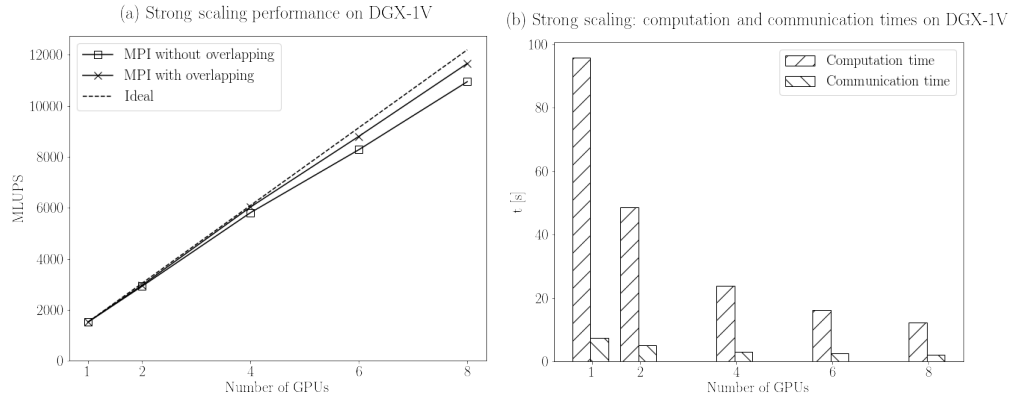 (a) Strong scaling performance on DGX-1V
MPI without overlapping
MPI with overlapping
Ideal
12000
10000
8000
6000
4000
2000
0
MLUPS
1 2 4 6 8
Number of GPUs
(b) Strong scaling: computation and communication times on DGX-1V
Computation time
Communication time
100
80
60
40
20
0
t [s]
1 2 4 6 8
Number of GPUs